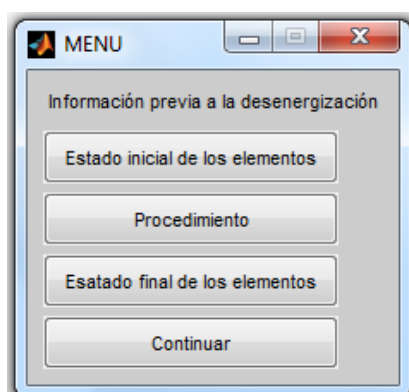 MENU
Información previa a la desenergización
Estado inicial de los elementos
Procedimiento
Esatado final de los elementos
Continuar